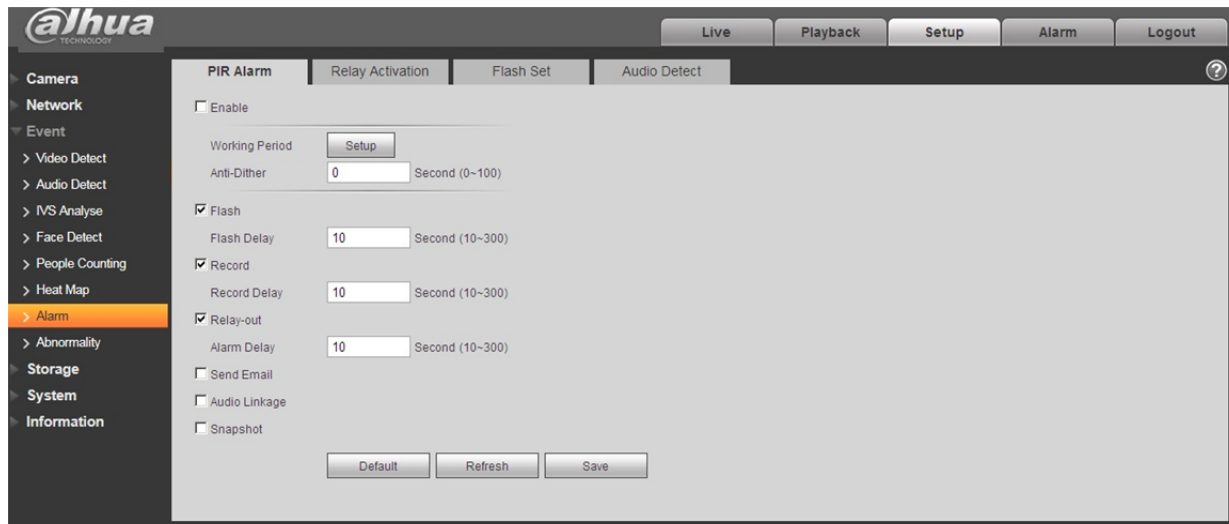 alhua
TECHNOLOGY
Live
Playback
Setup
Alarm
Logout
Camera
Network
Event
> Video Detect
> Audio Detect
> IVS Analyse
> Face Detect
> People Counting
> Heat Map
> Alarm
> Abnormality
Storage
System
Information
PIR Alarm
Relay Activation
Flash Set
Audio Detect
?
Enable
Working Period Setup
Anti-Dither 0 Second (0~100)
Flash
Flash Delay 10 Second (10~300)
Record
Record Delay 10 Second (10~300)
Relay-out
Alarm Delay 10 Second (10~300)
Send Email
Audio Linkage
Snapshot
Default Refresh Save